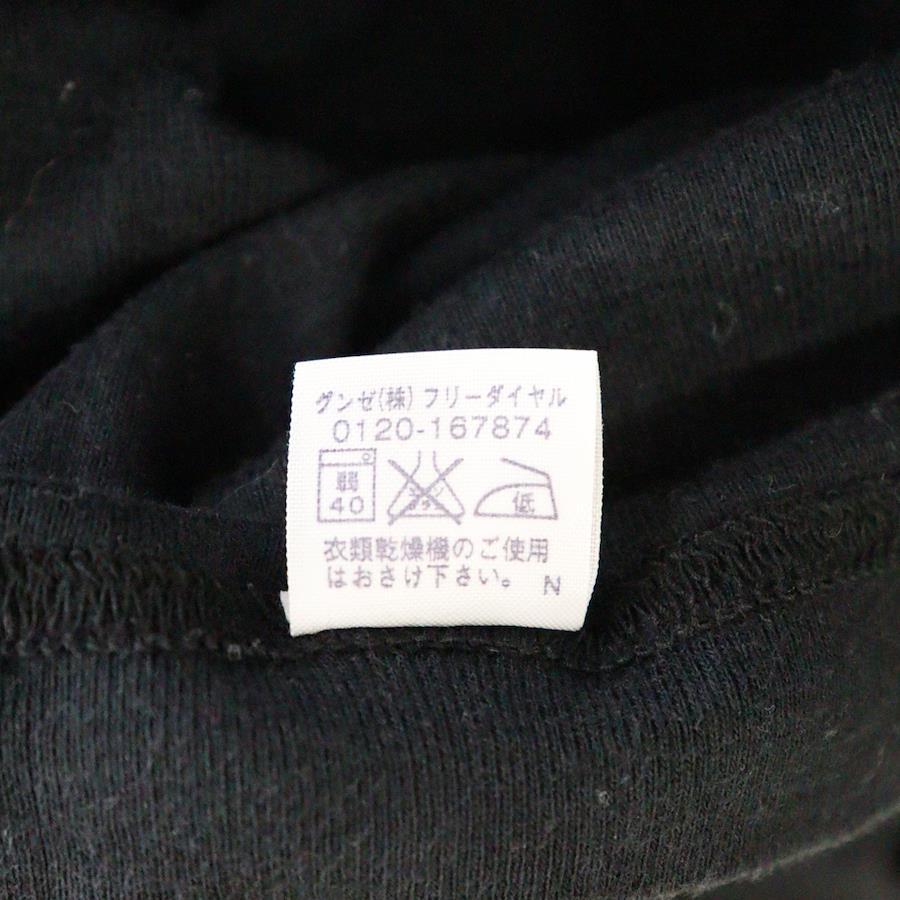 グンゼ(株)フリーダイヤル
0120-167874
弱 40 エンソ サラシ 低
衣類乾燥機のご使用
はおさけ下さい。 N